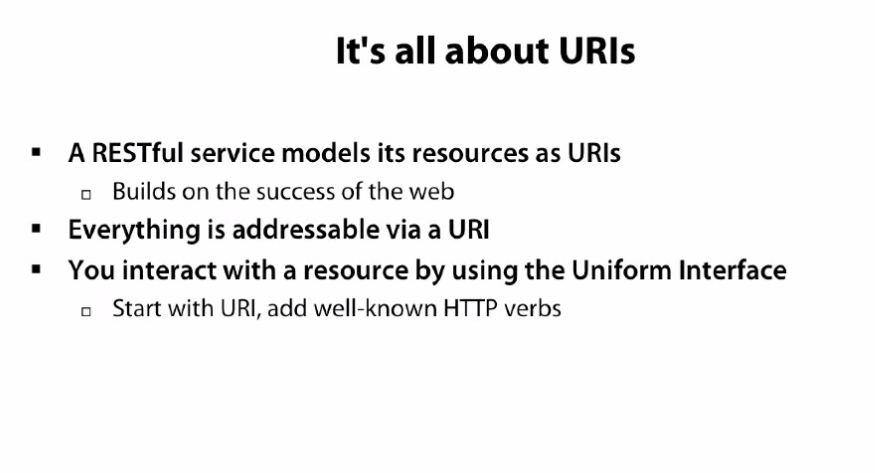 It's all about URIs
▪ A RESTful service models its resources as URIs
▫ Builds on the success of the web
▪ Everything is addressable via a URI
▪ You interact with a resource by using the Uniform Interface
▫ Start with URI, add well-known HTTP verbs